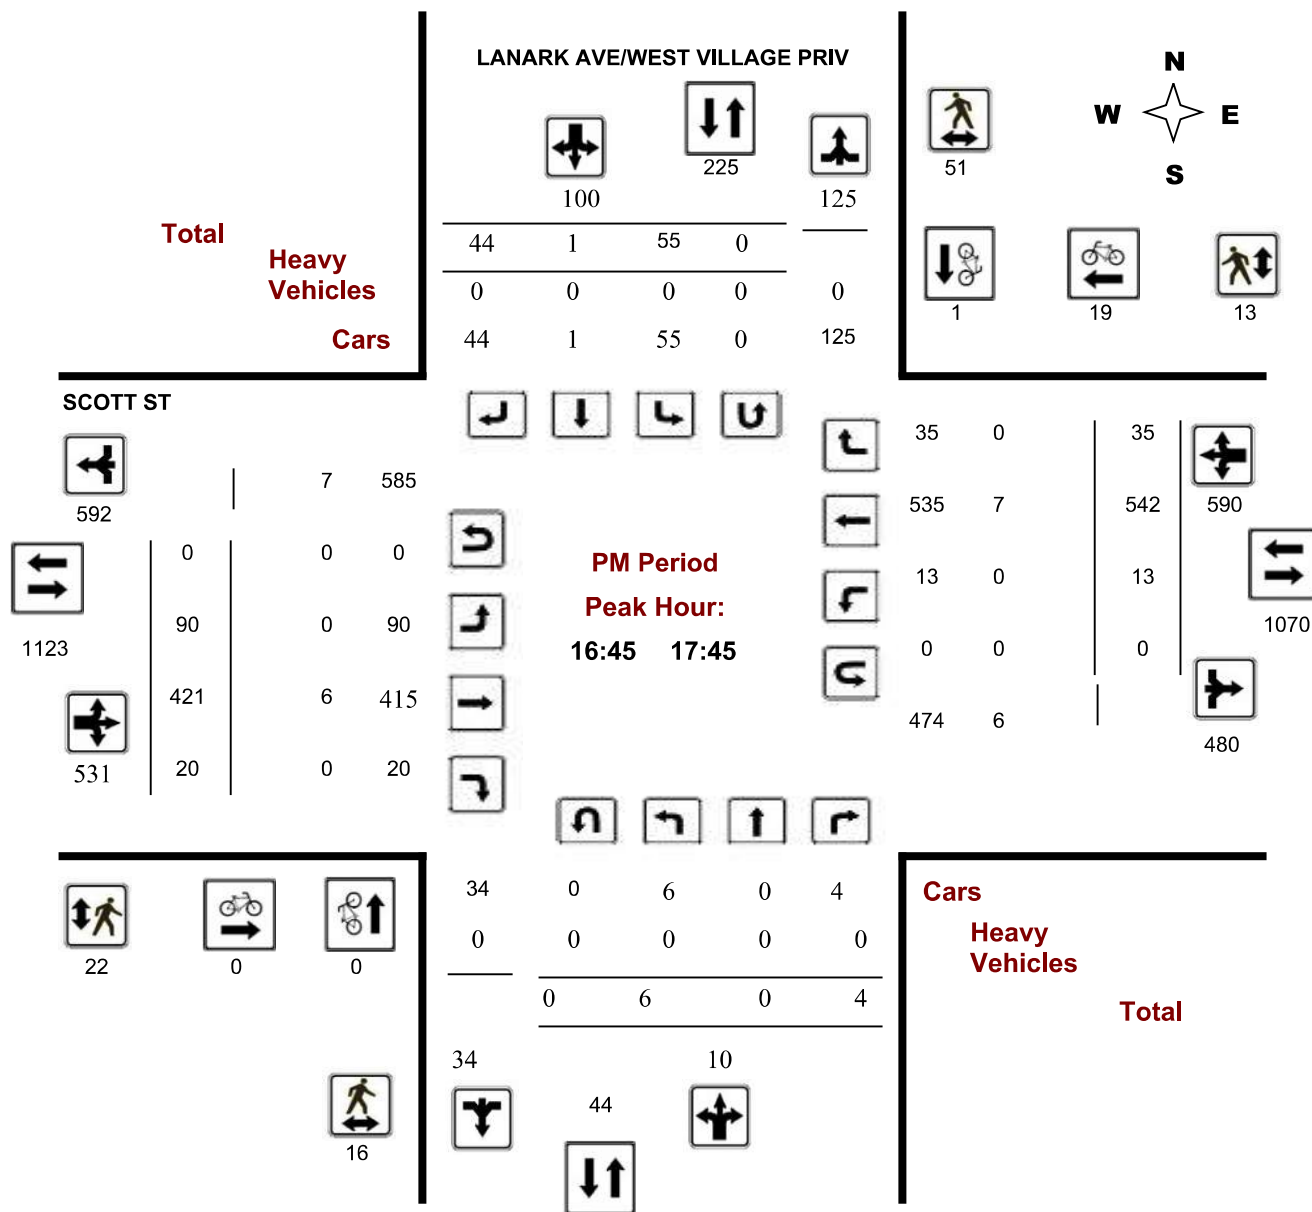 LANARK AVE/WEST VILLAGE PRIV
N
W E
S
225
51
100 125
Total
44 1 55 0
Heavy
Vehicles
0 0 0 0 0
1 19 13
Cars
44 1 55 0 125
SCOTT ST
35 0 35
7 585
592
535 7 542 590
0 0 0
PM Period
13 0 13
Peak Hour:
90 0 90
1070
1123
16:45 17:45
0 0 0
421 6 415
474 6
480
531
20 0 20
34 0 6 0 4
Cars
0 0 0 0 0
Heavy
Vehicles
22 0 0
0 6 0 4
Total
34 10
44
16